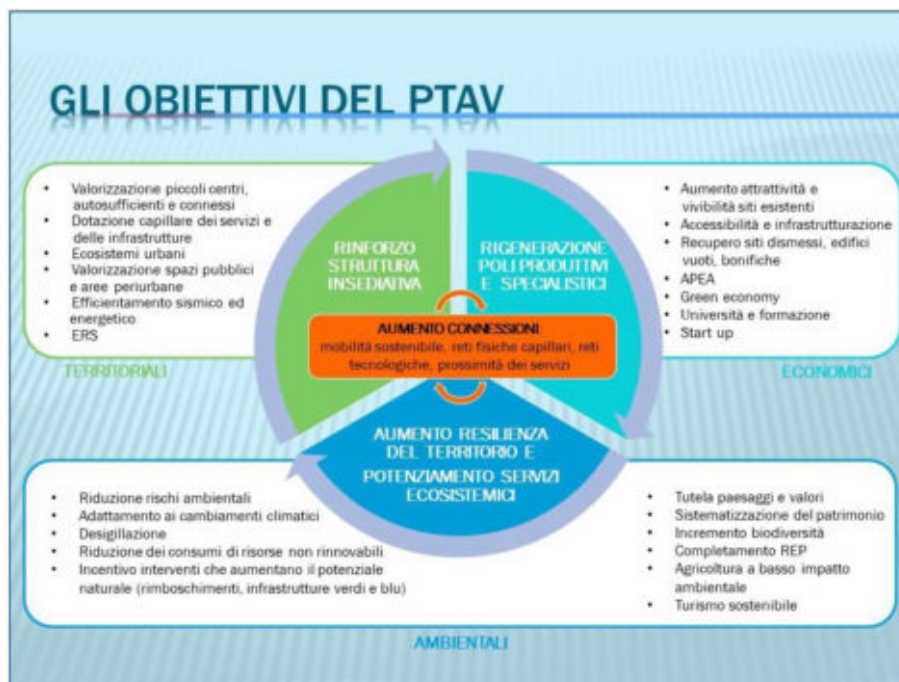 GLI OBIETTIVI DEL PTAV
• Valorizzazione piccoli centri,
autosufficienti e connessi
• Dotazione capillare dei servizi e
delle infrastrutture
• Ecosistemi urbani
• Valorizzazione spazi pubblici
e aree periurbane
• Efficientamento sismico ed
energetico
• ERS
TERRITORIALI
RINFORZO
STRUTTURA
INSEDIATIVA
RIGENERAZIONE
POLI PRODUTTIVI
E SPECIALISTICI
• Aumento attrattività e
vivibilità siti esistenti
• Accessibilità e infrastrutturazione
• Recupero siti dismessi, edifici
vuoti, bonifiche
• APEA
• Green economy
• Università e formazione
• Start up
ECONOMICI
AUMENTO CONNESSIONI:
mobilità sostenibile, reti fisiche capillari, reti
tecnologiche, prossimità dei servizi
AUMENTO RESILIENZA
DEL TERRITORIO E
POTENZIAMENTO SERVIZI
ECOSISTEMICI
• Riduzione rischi ambientali
• Adattamento ai cambiamenti climatici
• Desigillazione
• Riduzione dei consumi di risorse non rinnovabili
• Incentivo interventi che aumentano il potenziale
naturale (rimboschimenti, infrastrutture verdi e blu)
• Tutela paesaggi e valori
• Sistematizzazione del patrimonio
• Incremento biodiversità
• Completamento REP
• Agricoltura a basso impatto
ambientale
• Turismo sostenibile
AMBIENTALI